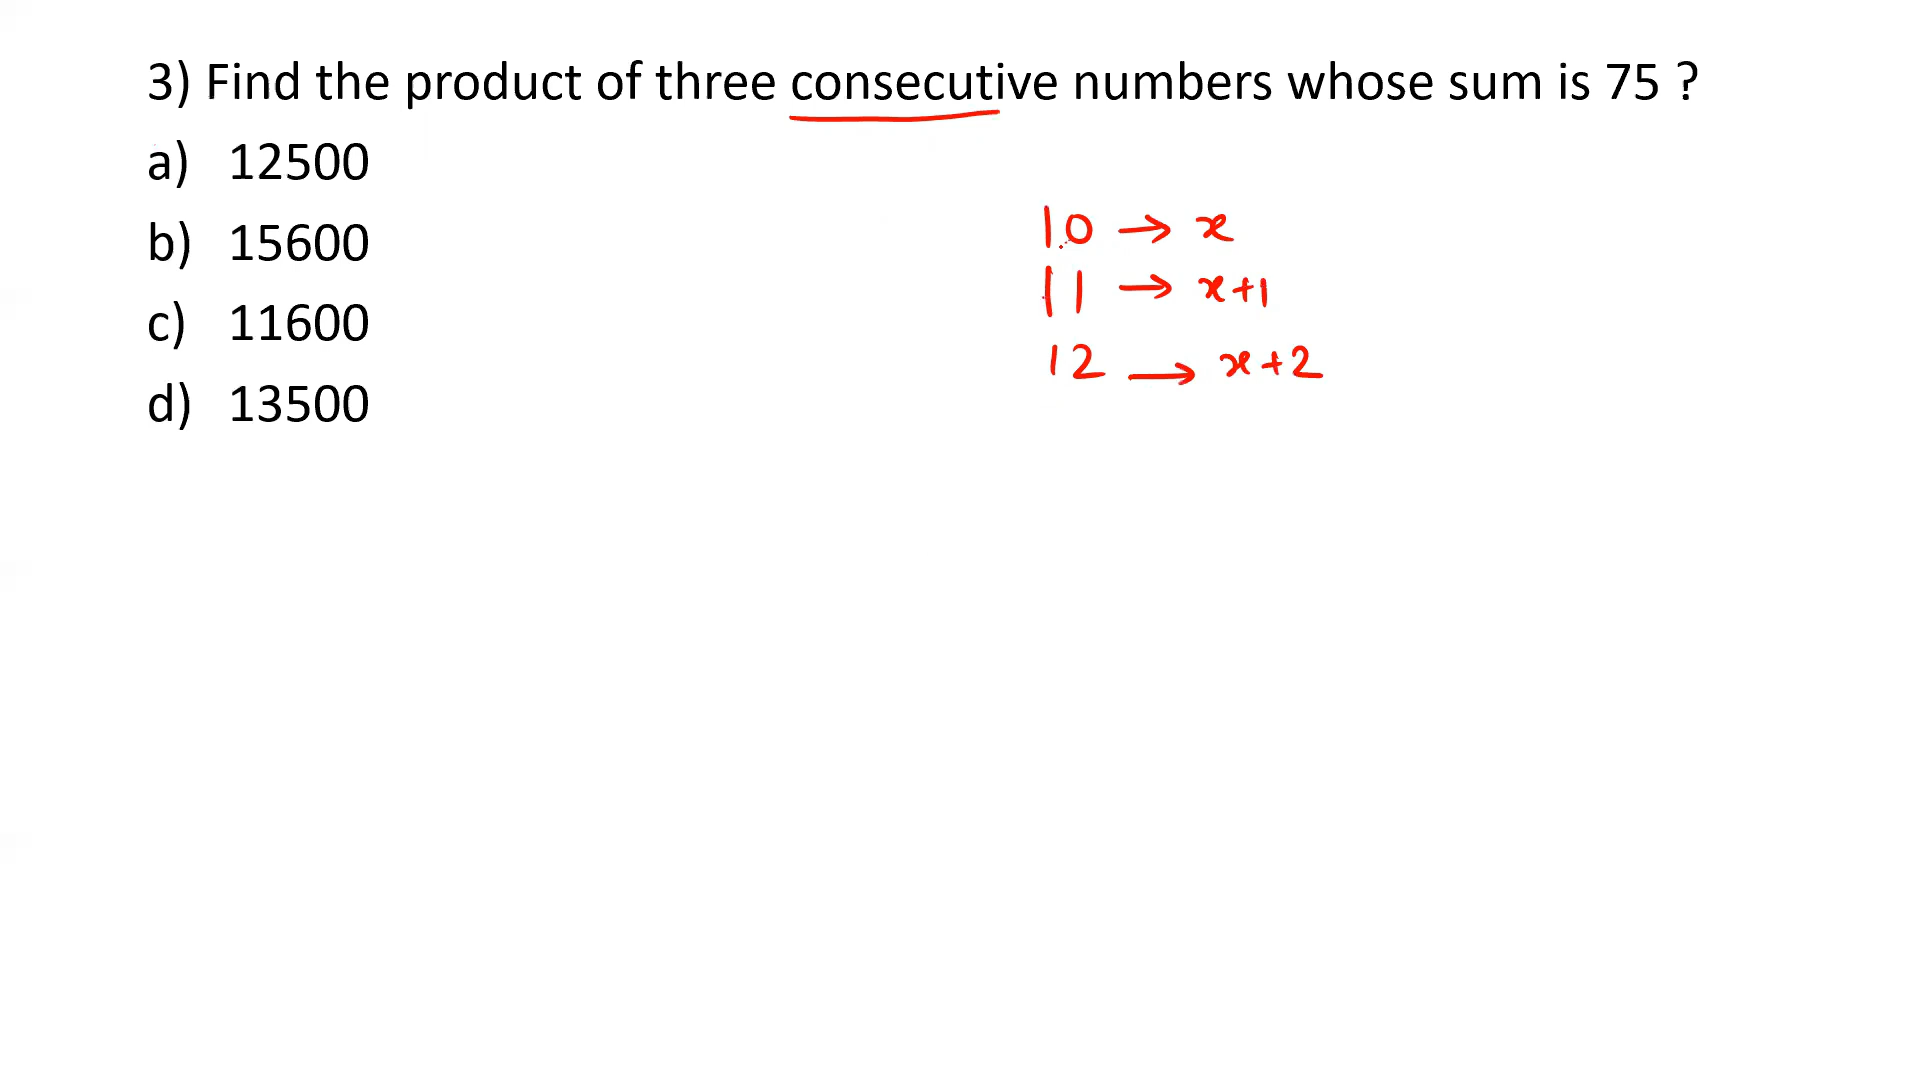 3) Find the product of three consecutive numbers whose sum is 75 ?
a) 12500
b) 15600
c) 11600
d) 13500
10 → x
11 → x+1
12 → x+2